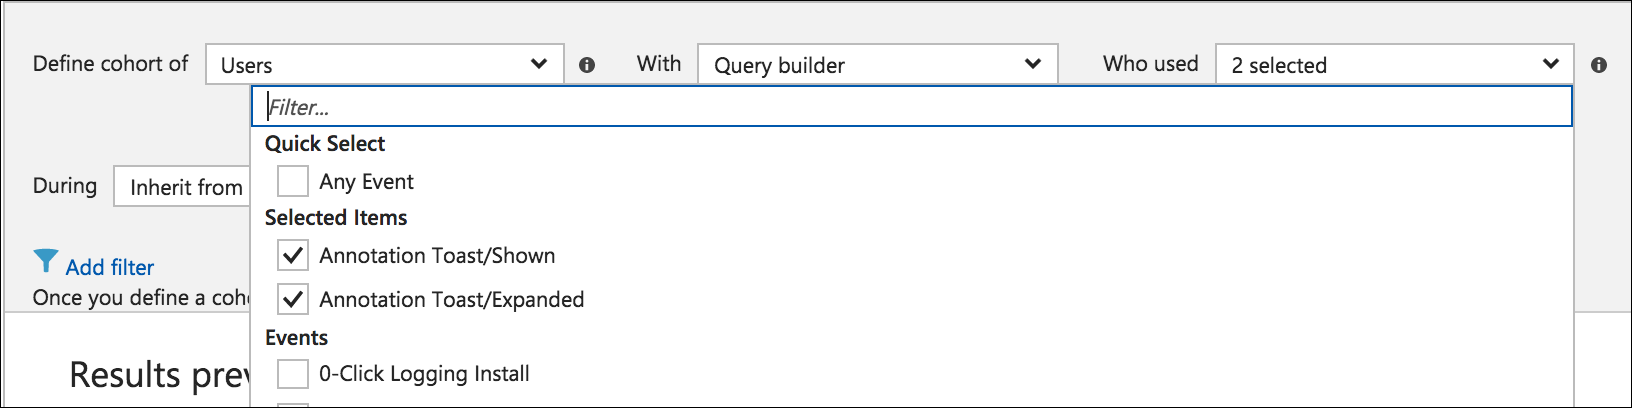 Define cohort of Users With Query builder Who used 2 selected
Filter...
Quick Select
Any Event
During Inherit from
Selected Items
Annotation Toast/Shown
Add filter
Annotation Toast/Expanded
Once you define a coh
Events
0-Click Logging Install
Results prev